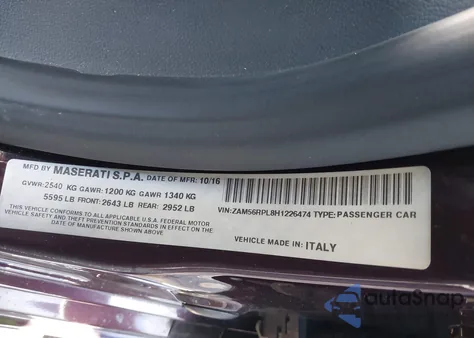 MFD BY MASERATI S.P.A. DATE OF MFR: 10/16
GVWR:2540 KG GAWR: 1200 KG GAWR 1340 KG
5595 LB FRONT: 2643 LB REAR: 2952 LB
THIS VEHICLE CONFORMS TO ALL APPLICABLE U.S.A. FEDERAL MOTOR
VEHICLE SAFETY AND THEFT PREVENTION STANDARDS IN EFFECT ON
THE DATE OF MANUFACTURE SHOWN ABOVE.
VIN: ZAM56RPL8H1226474 TYPE: PASSENGER CAR
VEHICLE MADE IN: ITALY
autoSnap